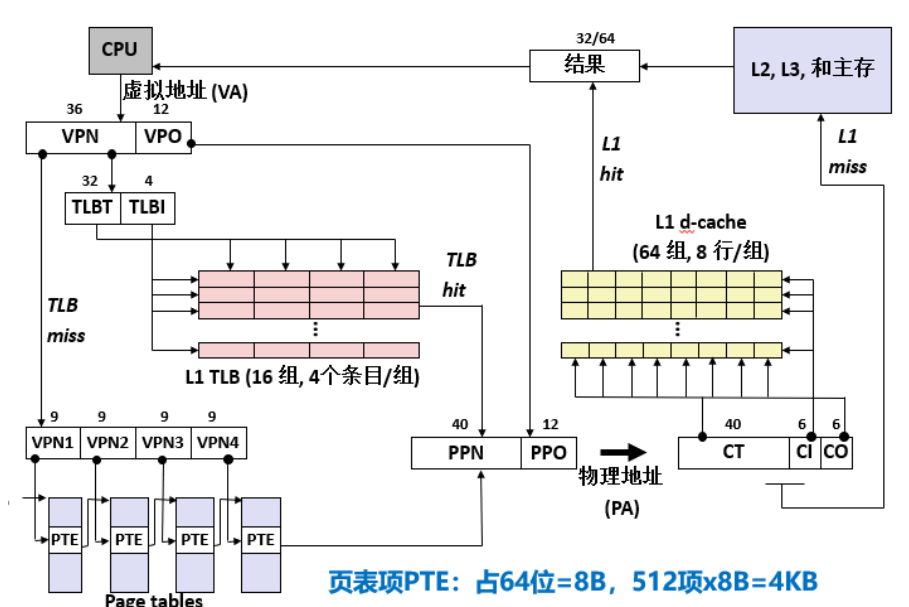 CPU
32/64
结果
L2, L3, 和主存
虚拟地址 (VA)
36 12
VPN VPO
L1
hit
L1
miss
32 4
TLBT TLBI
L1 d-cache
(64 组, 8 行/组)
TLB
hit
TLB
miss
...
...
L1 TLB (16 组, 4个条目/组)
9 9 9 9
VPN1 VPN2 VPN3 VPN4
40 12
PPN PPO
物理地址
(PA)
40 6 6
CT CI CO
PTE PTE PTE PTE
Page tables
页表项PTE：占64位=8B，512项x8B=4KB